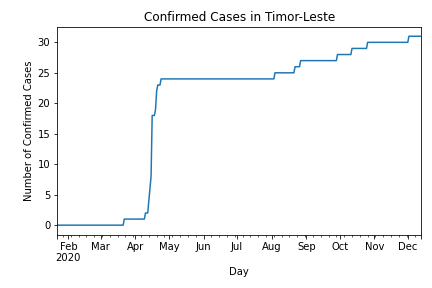 Confirmed Cases in Timor-Leste
30
25
20
15
10
5
0
Number of Confirmed Cases
Feb Mar Apr May Jun Jul Aug Sep Oct Nov Dec
2020
Day